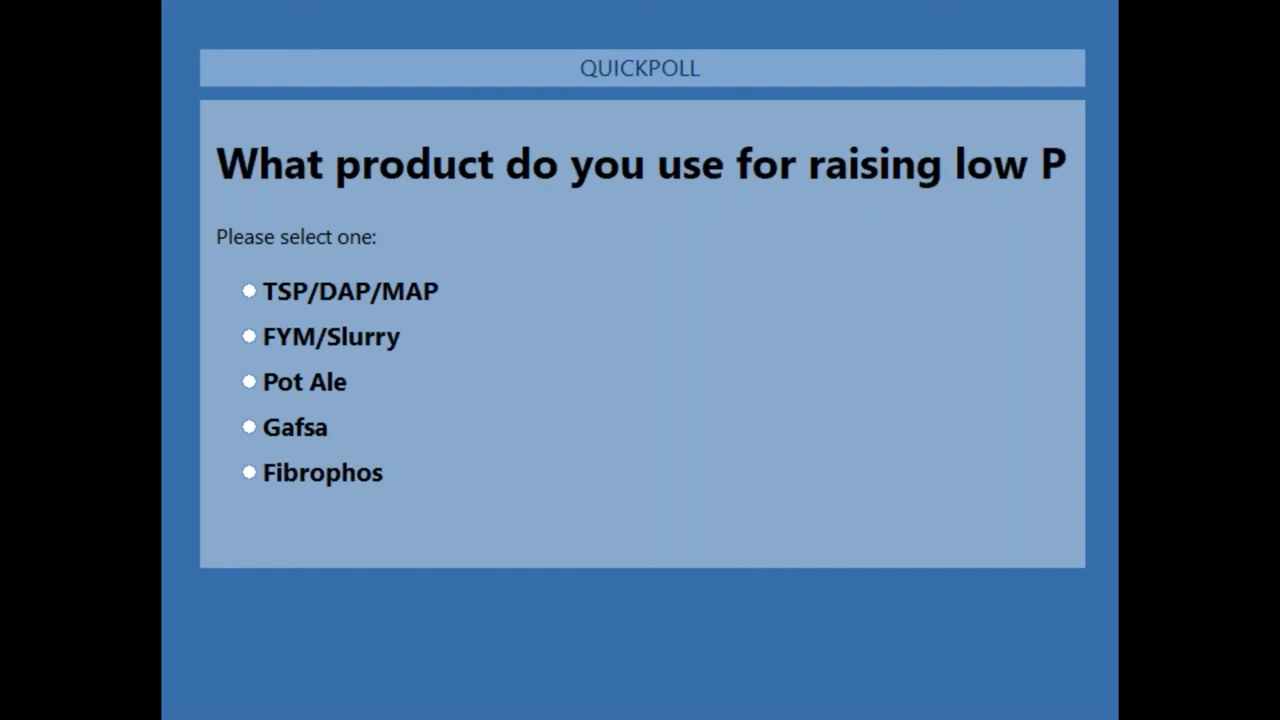 QUICKPOLL
What product do you use for raising low P
Please select one:
TSP/DAP/MAP
FYM/Slurry
Pot Ale
Gafsa
Fibrophos